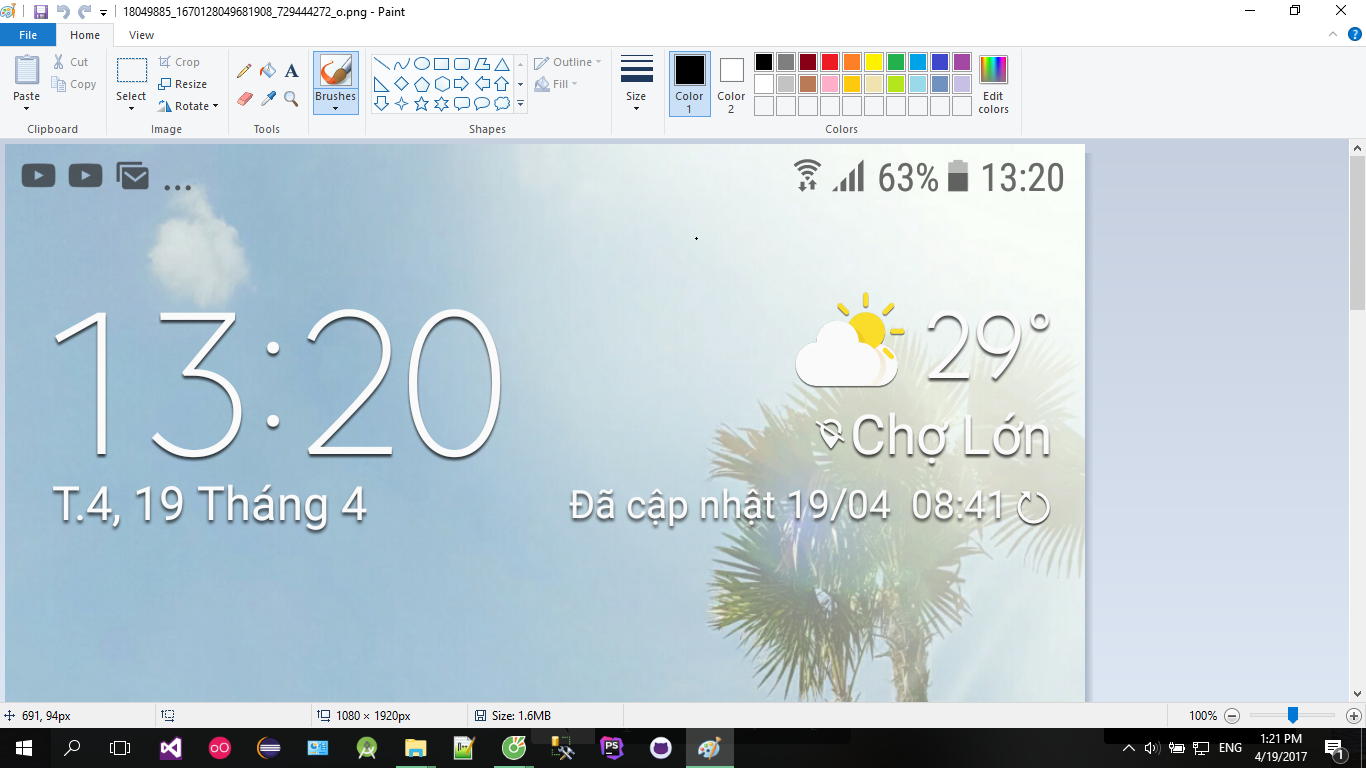 18049885_1670128049681908_729444272_o.png - Paint
File Home View
Paste
Cut
Copy
Clipboard
Select
Crop
Resize
Rotate
Image
A
Tools
Brushes
Shapes
Outline
Fill
Size
Color 1
Color 2
Edit colors
Colors
... 63% 13:20
13:20
29°
Chợ Lớn
T.4, 19 Tháng 4
Đã cập nhật 19/04 08:41
691, 94px
1080 × 1920px
Size: 1.6MB
100%
PS
ENG
1:21 PM
4/19/2017
1